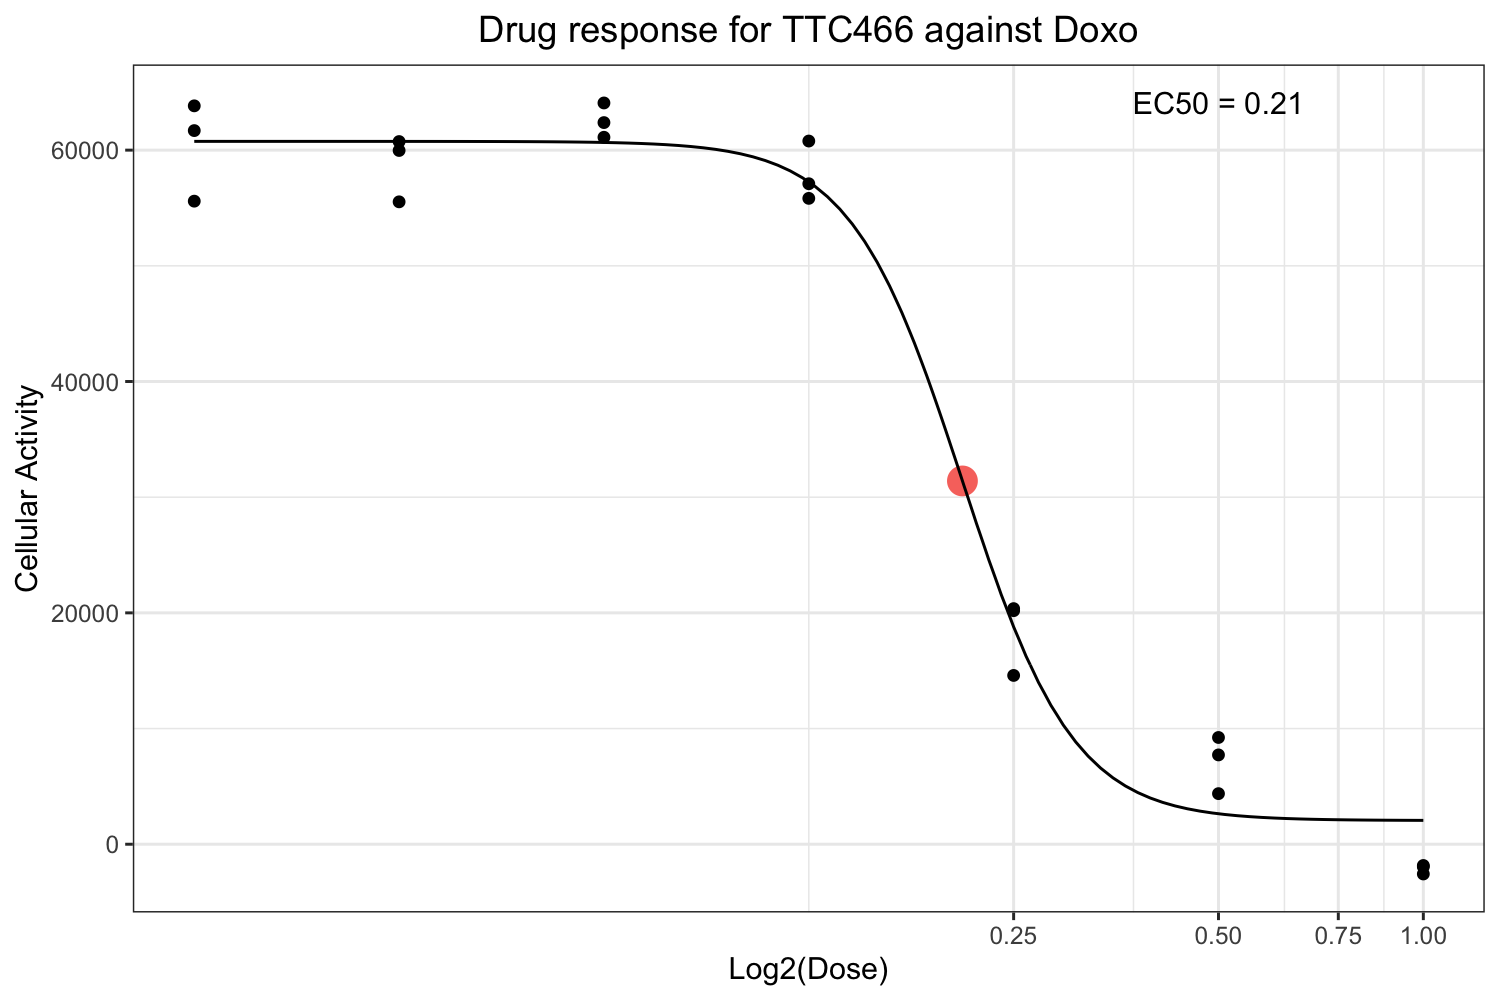 Drug response for TTC466 against Doxo
EC50 = 0.21
60000
40000
20000
0
Cellular Activity
0.25 0.50 0.75 1.00
Log2(Dose)